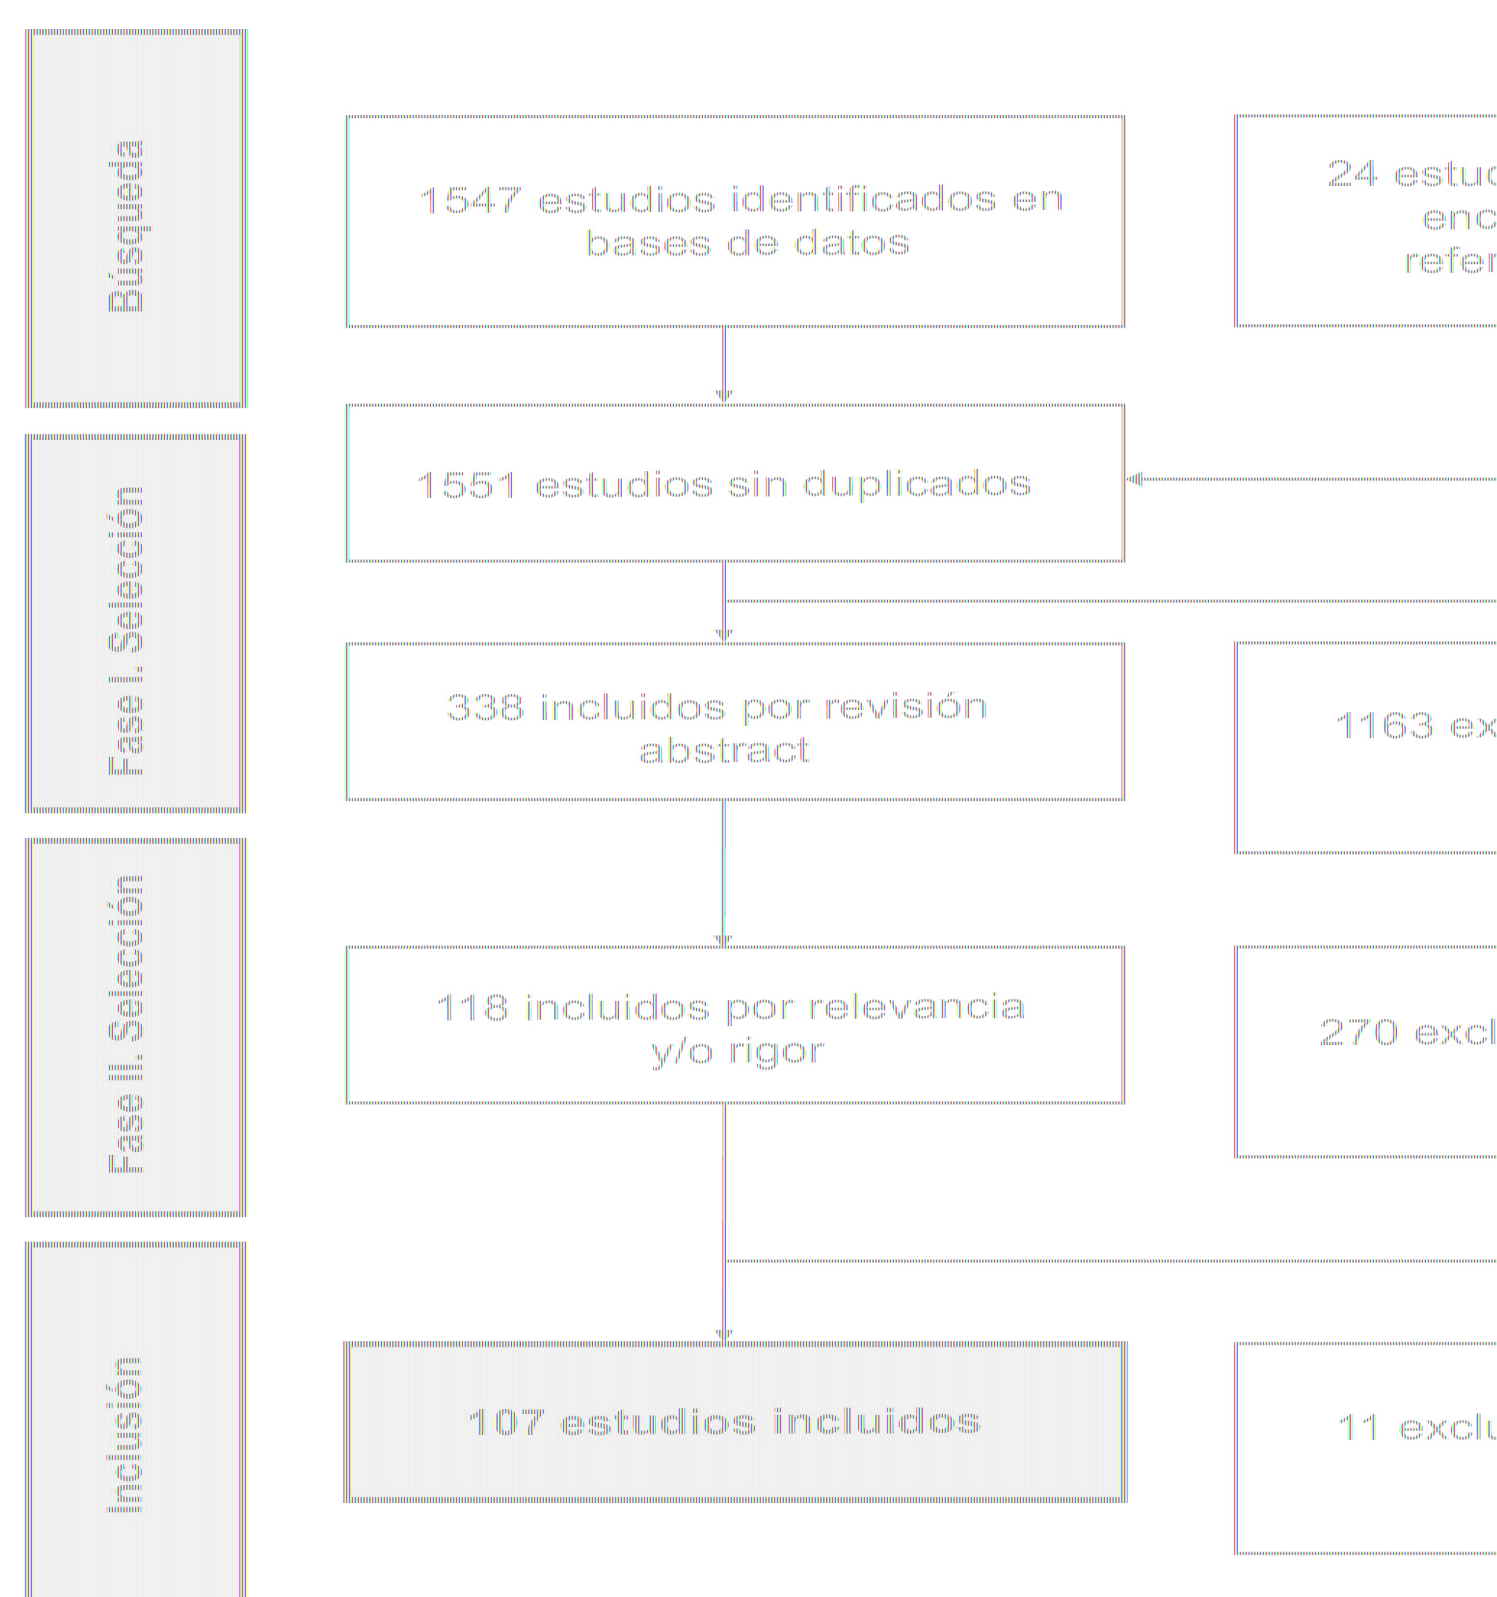 Búsqueda
1547 estudios identificados en
bases de datos
24
enc
refer
Fase I. Selección
1551 estudios sin duplicados
338 incluidos por revisión
abstract
1163 ex
Fase II. Selección
118 incluidos por relevancia
y/o rigor
270 excl
Inclusión
107 estudios incluidos
11 exclu